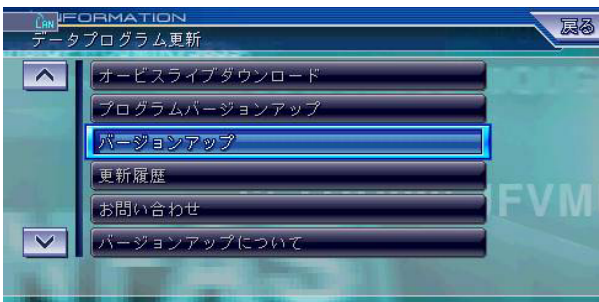 LAN
INFORMATION
戻る
データプログラム更新
オービスライブダウンロード
プログラムバージョンアップ
バージョンアップ
更新履歴
お問い合わせ
バージョンアップについて
FVM